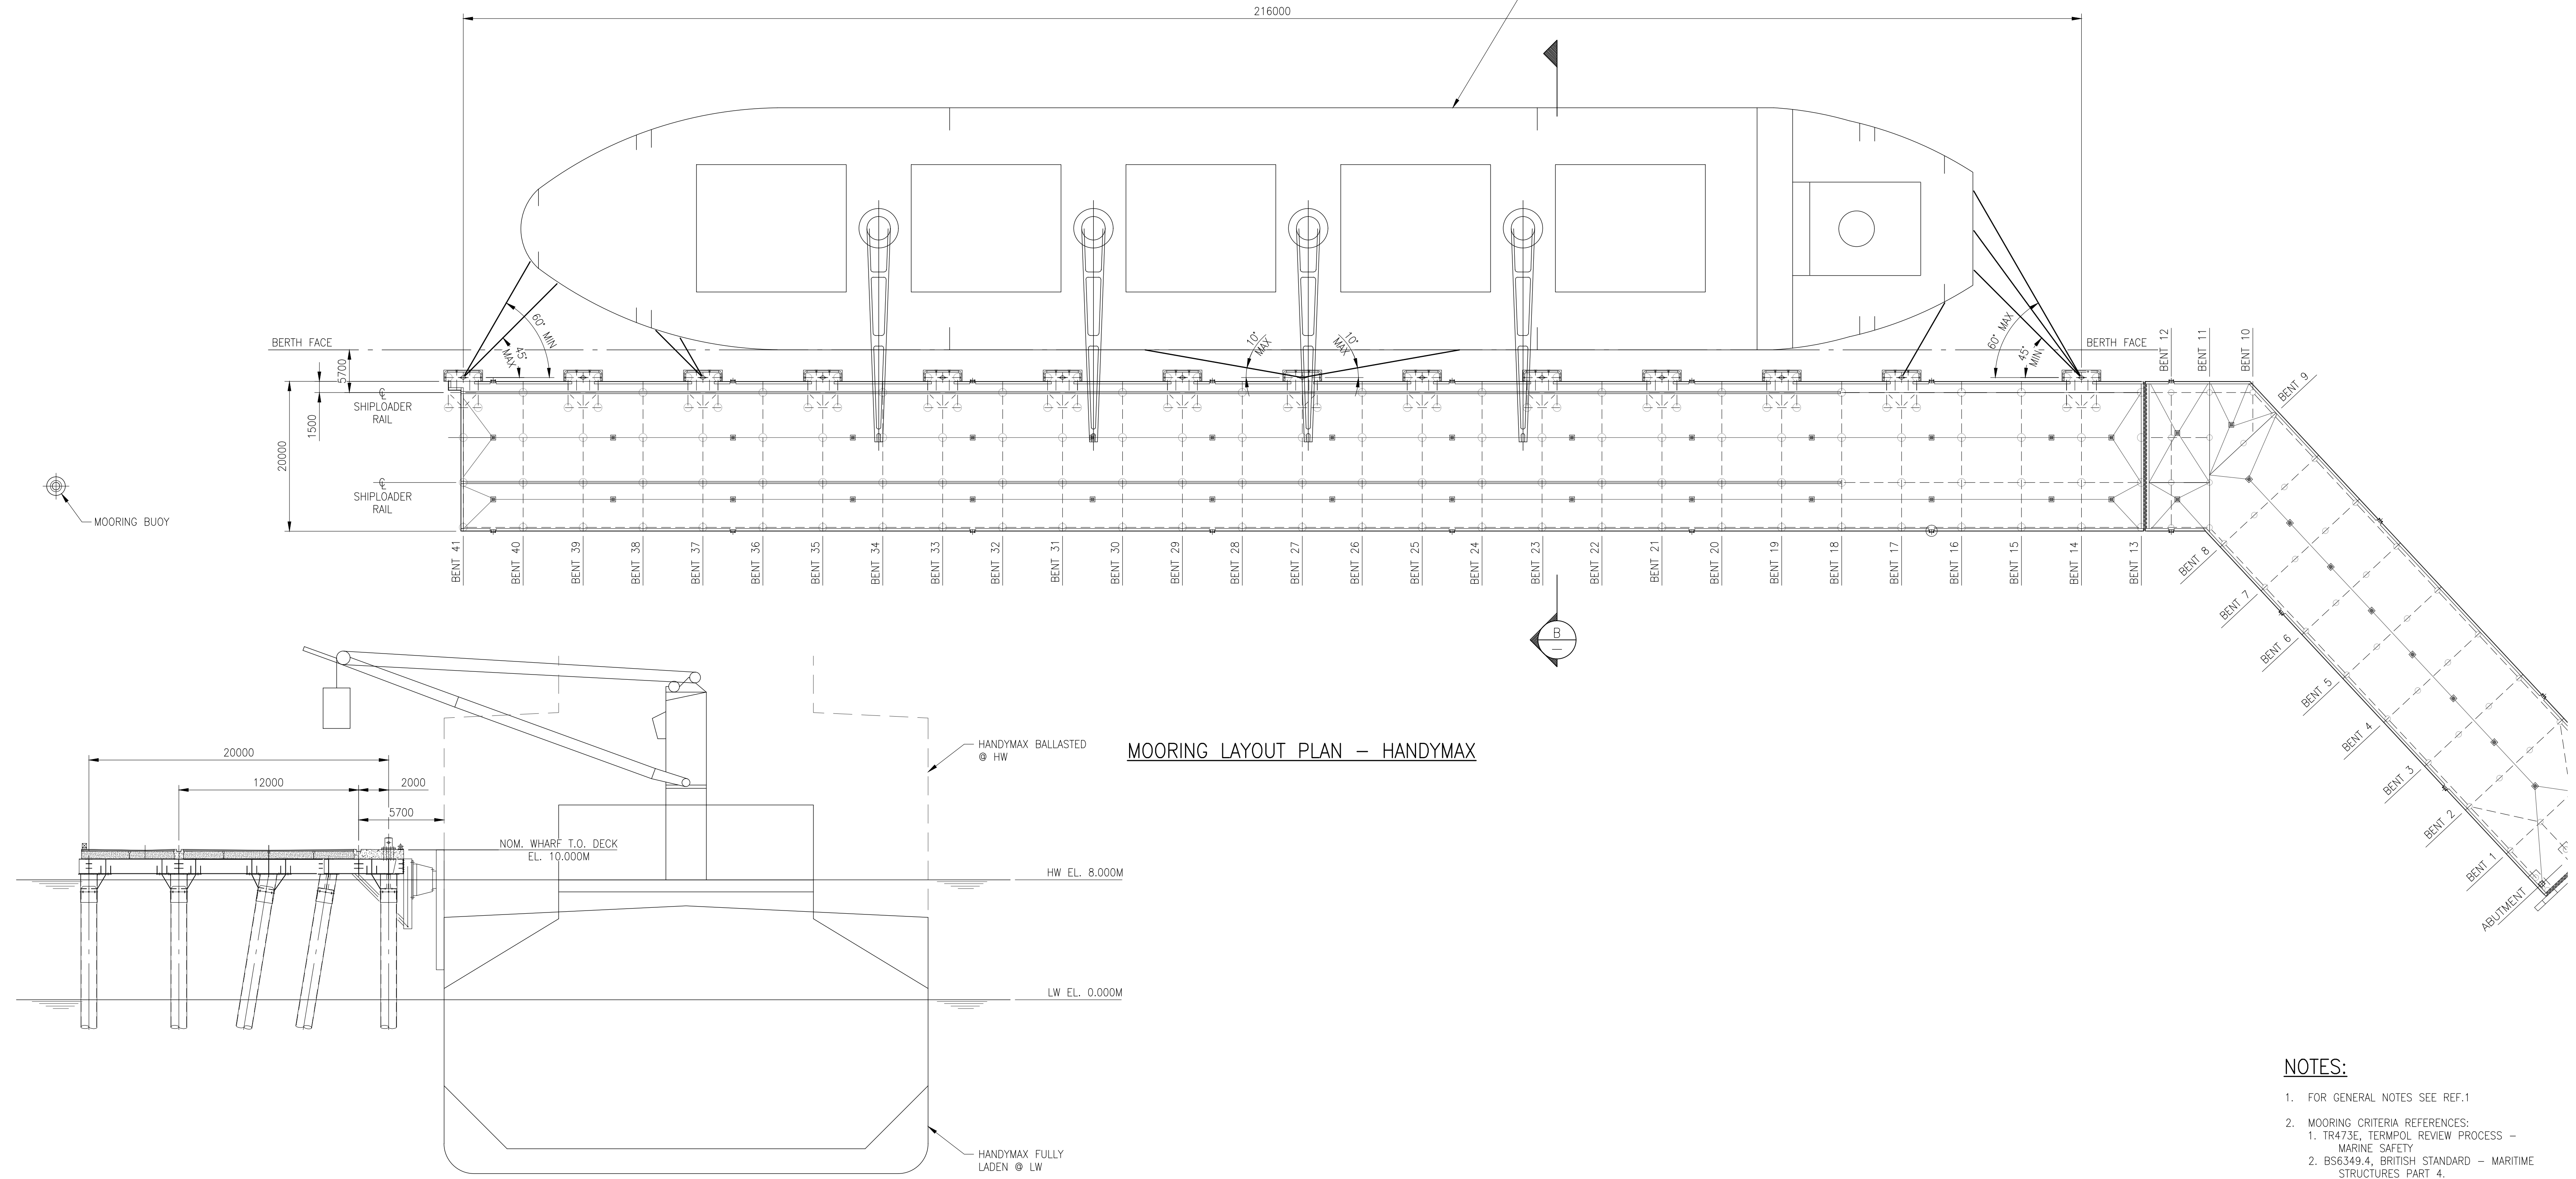 216000
60° MIN
45°
MAX
10°
MAX
10°
MAX
60° MAX
45°
MIN
BERTH FACE
BERTH FACE
5700
1500
20000
℄
SHIPLOADER
RAIL
℄
SHIPLOADER
RAIL
MOORING BUOY
BENT 12
BENT 11
BENT 10
BENT 9
BENT 41
BENT 40
BENT 39
BENT 38
BENT 37
BENT 36
BENT 35
BENT 34
BENT 33
BENT 32
BENT 31
BENT 30
BENT 29
BENT 28
BENT 27
BENT 26
BENT 25
BENT 24
BENT 23
BENT 22
BENT 21
BENT 20
BENT 19
BENT 18
BENT 17
BENT 16
BENT 15
BENT 14
BENT 13
BENT 8
BENT 7
BENT 6
BENT 5
BENT 4
BENT 3
BENT 2
BENT 1
ABUTMENT
B
—
MOORING LAYOUT PLAN – HANDYMAX
20000
12000
2000
5700
HANDYMAX BALLASTED
@ HW
NOM. WHARF T.O. DECK
EL. 10.000M
HW EL. 8.000M
LW EL. 0.000M
HANDYMAX FULLY
LADEN @ LW
NOTES:
1. FOR GENERAL NOTES SEE REF.1
2. MOORING CRITERIA REFERENCES:
1. TR473E, TERMPOL REVIEW PROCESS –
MARINE SAFETY
2. BS6349.4, BRITISH STANDARD – MARITIME
STRUCTURES PART 4.